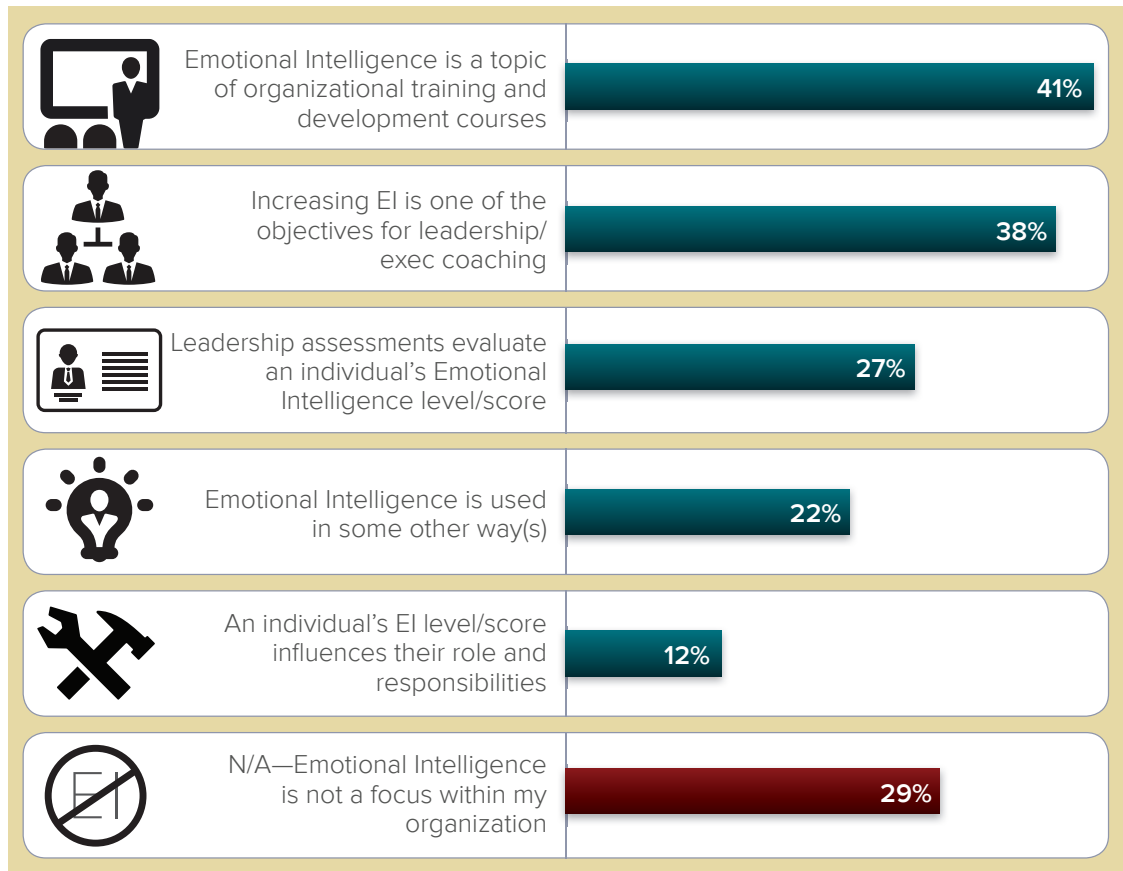 Emotional Intelligence is a topic
of organizational training and
development courses
41%
Increasing EI is one of the
objectives for leadership/
exec coaching
38%
Leadership assessments evaluate
an individual’s Emotional
Intelligence level/score
27%
Emotional Intelligence is used
in some other way(s)
22%
An individual’s EI level/score
influences their role and
responsibilities
12%
EI
N/A—Emotional Intelligence
is not a focus within my
organization
29%